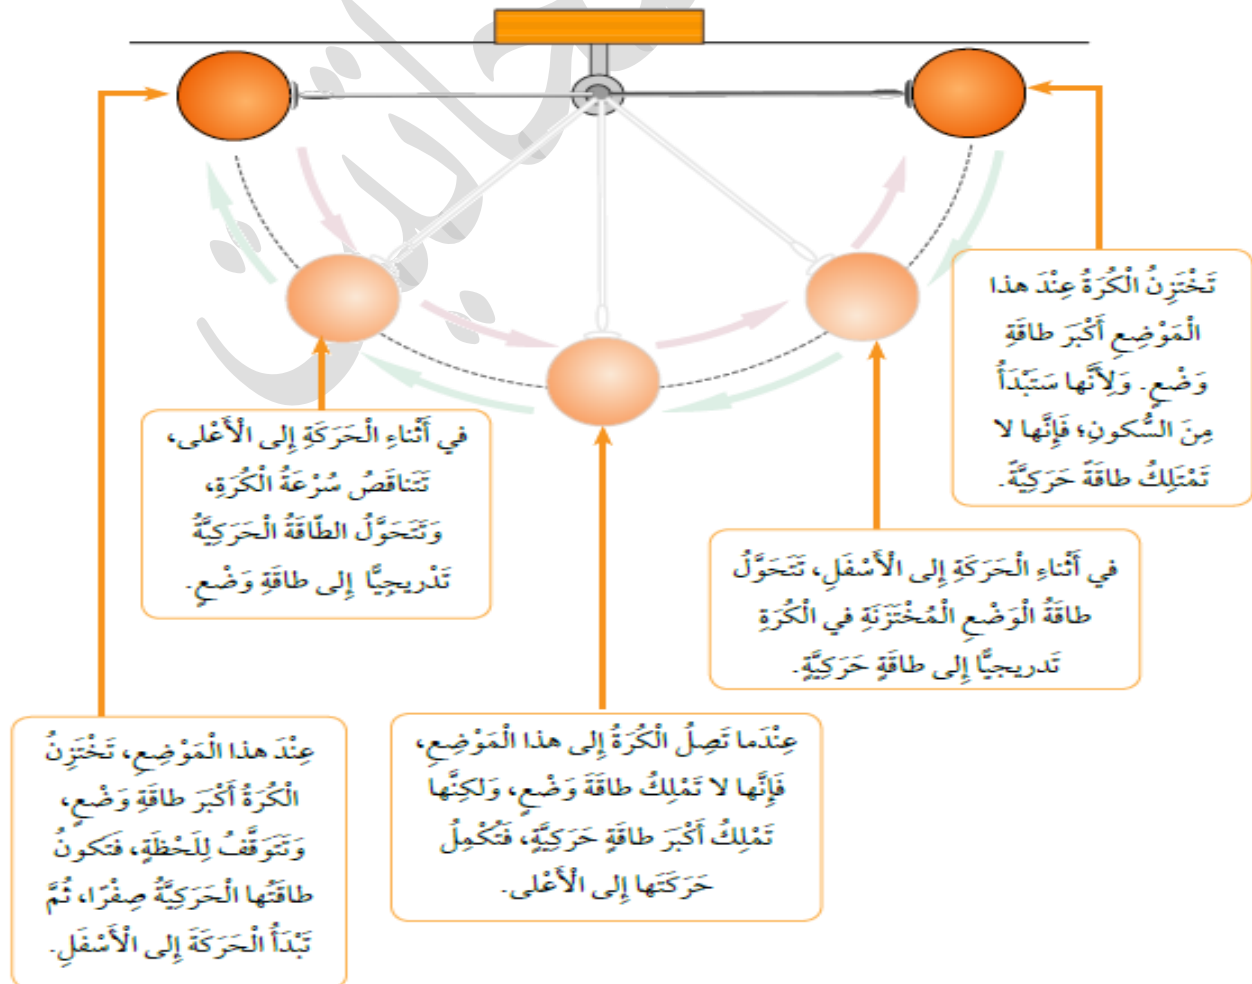 تَخْتَزِنُ الْكُرَةُ عِنْدَ هذا
الْمَوْضِعِ أَكْبَرَ طاقَةِ
وَضْعٍ. وَلِأَنَّها سَتَبْدَأُ
مِنَ السُّكونِ؛ فَإِنَّها لا
تَمْتَلِكُ طاقَةً حَرَكِيَّةً.
في أَثْناءِ الْحَرَكَةِ إِلى الْأَسْفَلِ، تَتَحَوَّلُ
طاقَةُ الْوَضْعِ الْمُخْتَزَنَةِ في الْكُرَةِ
تَدريجيًّا إِلى طاقَةٍ حَرَكِيَّةٍ.
عِنْدَما تَصِلُ الْكُرَةُ إِلى هذا الْمَوْضِعِ،
فَإِنَّها لا تَمْلِكُ طاقَةَ وَضْعٍ، وَلكِنَّها
تَمْلِكُ أَكْبَرَ طاقَةٍ حَرَكِيَّةٍ، فَتُكْمِلُ
حَرَكَتَها إِلى الْأَعْلى.
في أَثْناءِ الْحَرَكَةِ إِلى الْأَعْلى،
تَتَناقَصُ سُرْعَةُ الْكُرَةِ،
وَتَتَحَوَّلُ الطّاقَةُ الْحَرَكِيَّةُ
تَدْريجِيًّا إِلى طاقَةِ وَضْعٍ.
عِنْدَ هذا الْمَوْضِعِ، تَخْتَزِنُ
الْكُرَةُ أَكْبَرَ طاقَةِ وَضْعٍ،
وَتَتَوَقَّفُ لِلَحْظَةٍ، فَتَكونُ
طاقَتُها الْحَرَكِيَّةُ صِفْرًا، ثُمَّ
تَبْدَأُ الْحَرَكَةَ إِلى الْأَسْفَلِ.